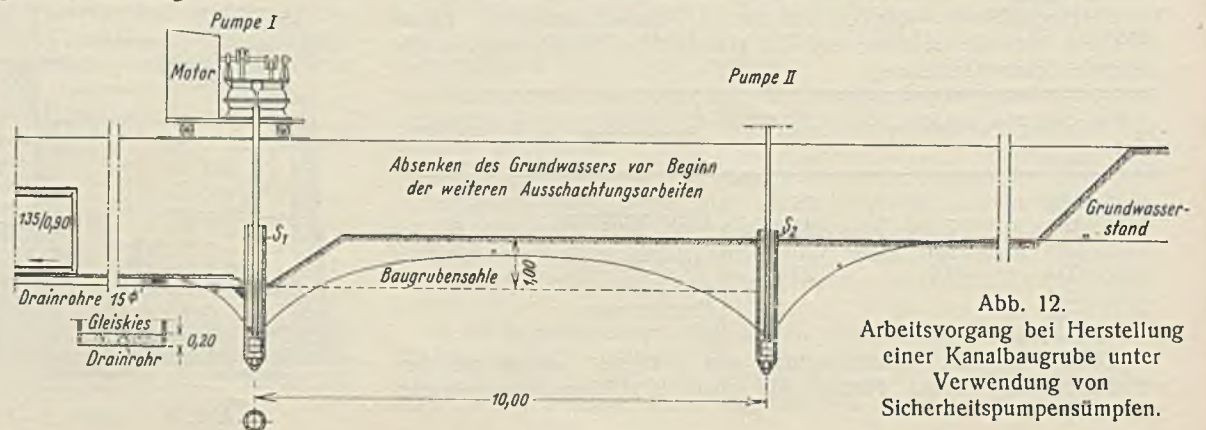 Pumpe I
Motor
Pumpe II
Absenken des Grundwassers vor Beginn
der weiteren Ausschachtungsarbeiten
135/0,90
S1
S2
Grundwasser-
stand
1,00
Baugrubensohle
Drainrohre 15 ϕ
Gleiskies
0,20
Drainrohr
10,00
Abb. 12.
Arbeitsvorgang bei Herstellung
einer Kanalbaugrube unter
Verwendung von
Sicherheitspumpensümpfen.